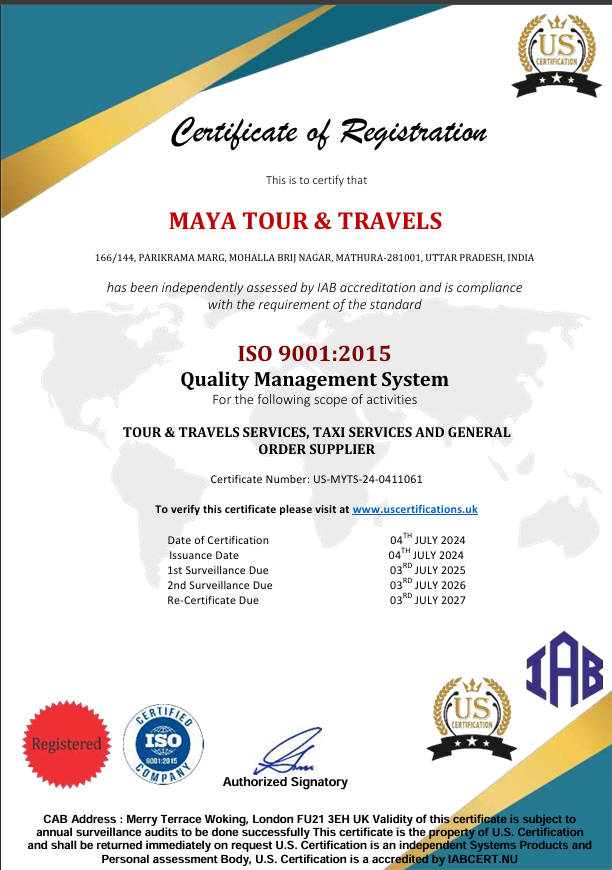 US
CERTIFICATION
Certificate of Registration
This is to certify that
MAYA TOUR & TRAVELS
166/144, PARIKRAMA MARG, MOHALLA BRIJ NAGAR, MATHURA-281001, UTTAR PRADESH, INDIA
has been independently assessed by IAB accreditation and is compliance
with the requirement of the standard
ISO 9001:2015
Quality Management System
For the following scope of activities
TOUR & TRAVELS SERVICES, TAXI SERVICES AND GENERAL
ORDER SUPPLIER
Certificate Number: US-MYTS-24-0411061
To verify this certificate please visit at www.uscertifications.uk
Date of Certification 04TH JULY 2024
Issuance Date 04TH JULY 2024
1st Surveillance Due 03RD JULY 2025
2nd Surveillance Due 03RD JULY 2026
Re-Certificate Due 03RD JULY 2027
IAB
US
CERTIFICATION
Registered
CERTIFIED
ISO
9001:2015
COMPANY
Authorized Signatory
CAB Address : Merry Terrace Woking, London FU21 3EH UK Validity of this certificate is subject to
annual surveillance audits to be done successfully This certificate is the property of U.S. Certification
and shall be returned immediately on request U.S. Certification is an independent Systems Products and
Personal assessment Body, U.S. Certification is a accredited by IABCERT.NU